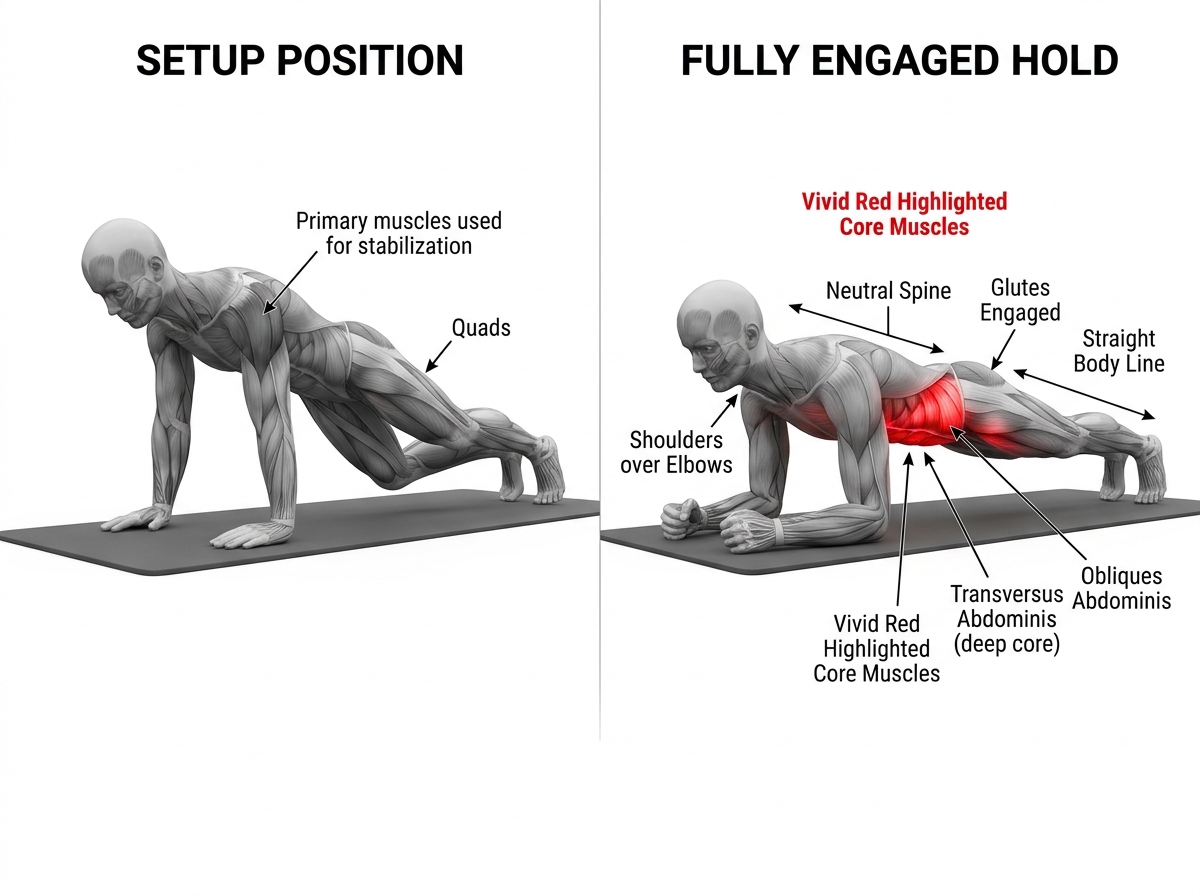 SETUP POSITION
Primary muscles used
for stabilization
Quads
FULLY ENGAGED HOLD
Vivid Red Highlighted
Core Muscles
Neutral Spine
Glutes
Engaged
Straight
Body Line
Shoulders
over Elbows
Vivid Red
Highlighted
Core Muscles
Transversus
Abdominis
(deep core)
Obliques
Abdominis